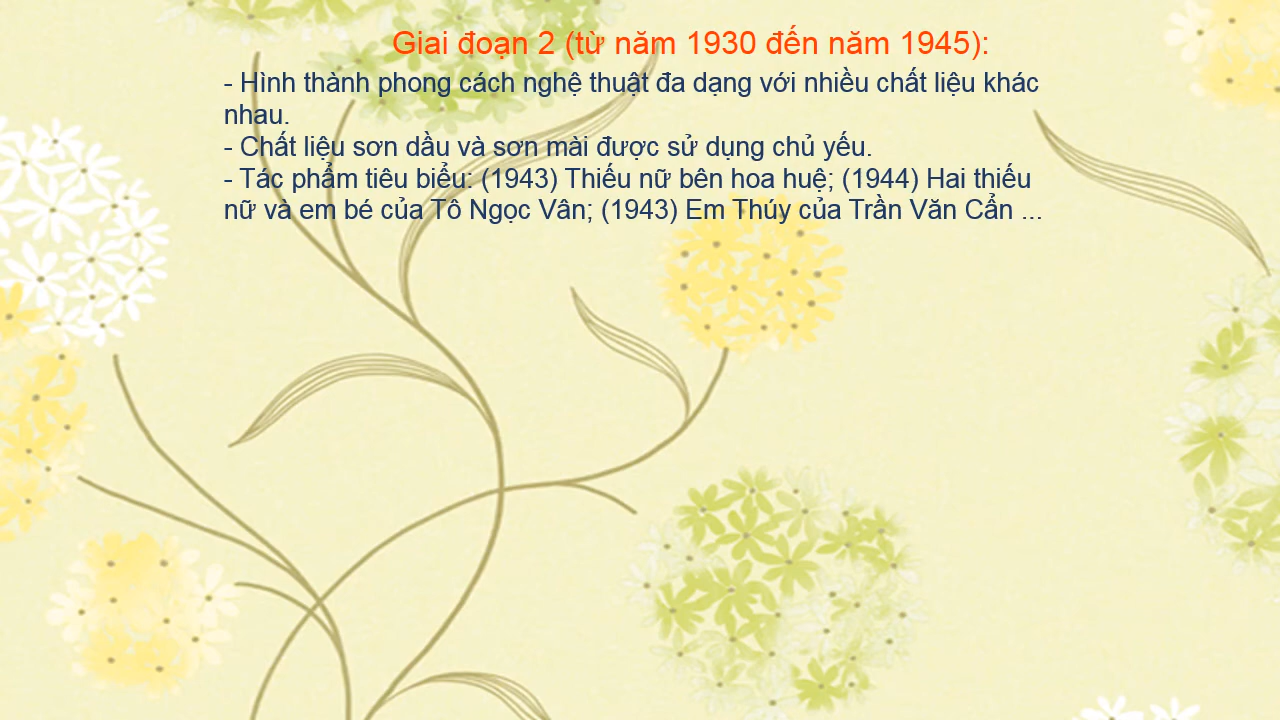 Giai đoạn 2 (từ năm 1930 đến năm 1945):
- Hình thành phong cách nghệ thuật đa dạng với nhiều chất liệu khác
nhau.
- Chất liệu sơn dầu và sơn mài được sử dụng chủ yếu.
- Tác phẩm tiêu biểu: (1943) Thiếu nữ bên hoa huệ; (1944) Hai thiếu
nữ và em bé của Tô Ngọc Vân; (1943) Em Thúy của Trần Văn Cẩn ...